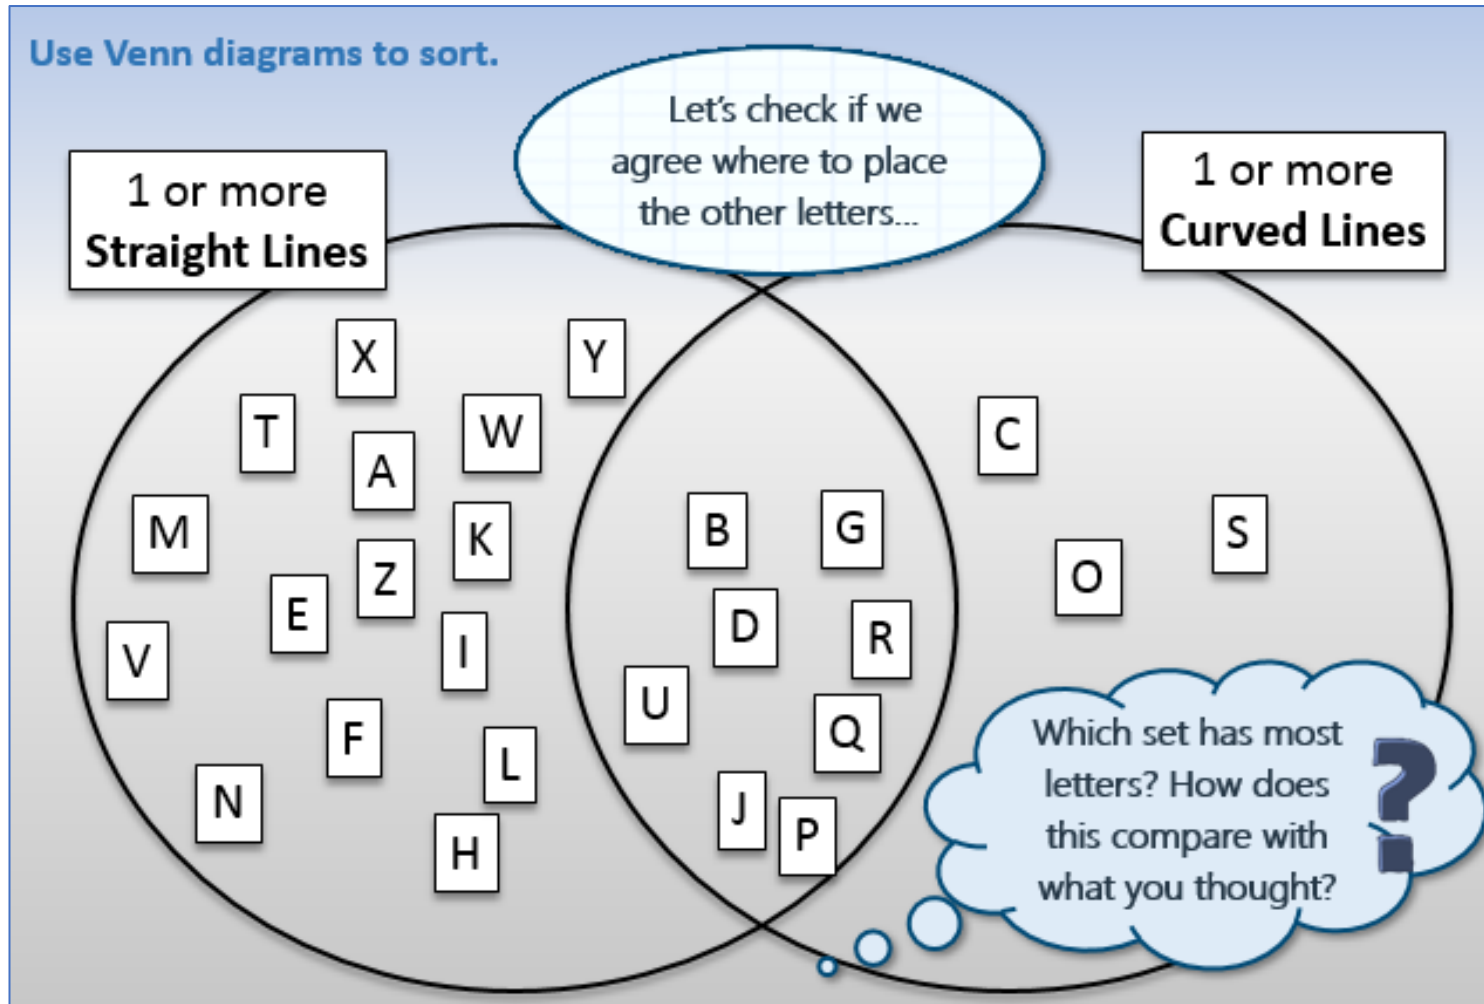 Use Venn diagrams to sort.
Let's check if we
agree where to place
the other letters...
1 or more
Straight Lines
1 or more
Curved Lines
X
Y
T
W
A
M
K
Z
E
V
I
F
L
N
H
B
G
D
R
U
Q
J
P
C
S
O
Which set has most
letters? How does
this compare with
what you thought?
?